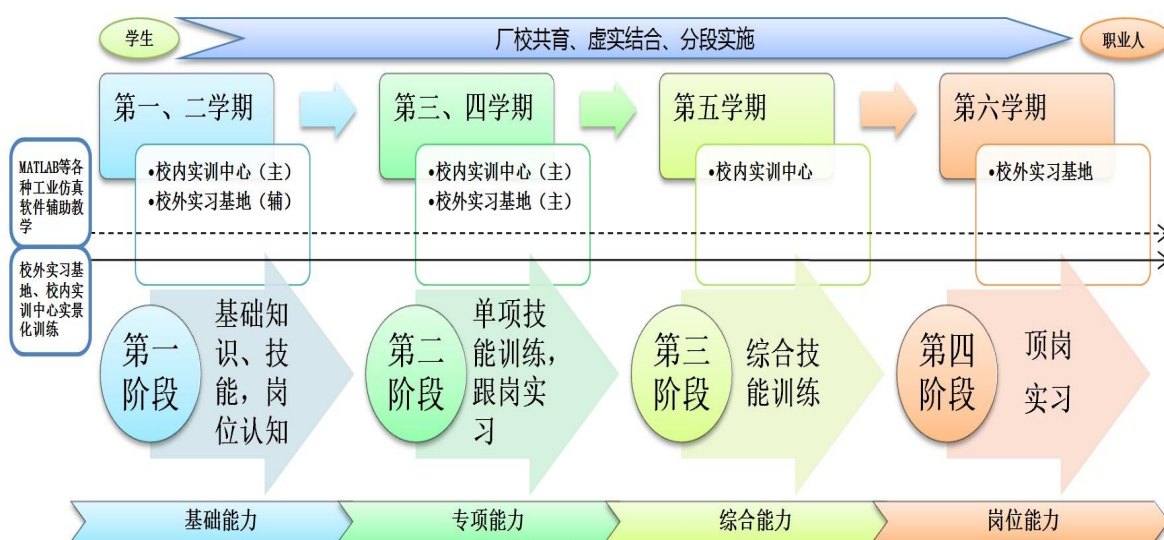 学生
厂校共育、虚实结合、分段实施
职业人
第一、二学期
第三、四学期
第五学期
第六学期
MATLAB等各
种工业仿真
软件辅助教
学
•校内实训中心（主）
•校外实习基地（辅）
•校内实训中心（主）
•校外实习基地（主）
•校内实训中心
•校外实习基地
校外实习基
地、校内实
训中心实景
化训练
第一
阶段
基础知
识、技
能，岗
位认知
第二
阶段
单项技
能训练，
跟岗实
习
第三
阶段
综合技
能训练
第四
阶段
顶岗
实习
基础能力
专项能力
综合能力
岗位能力